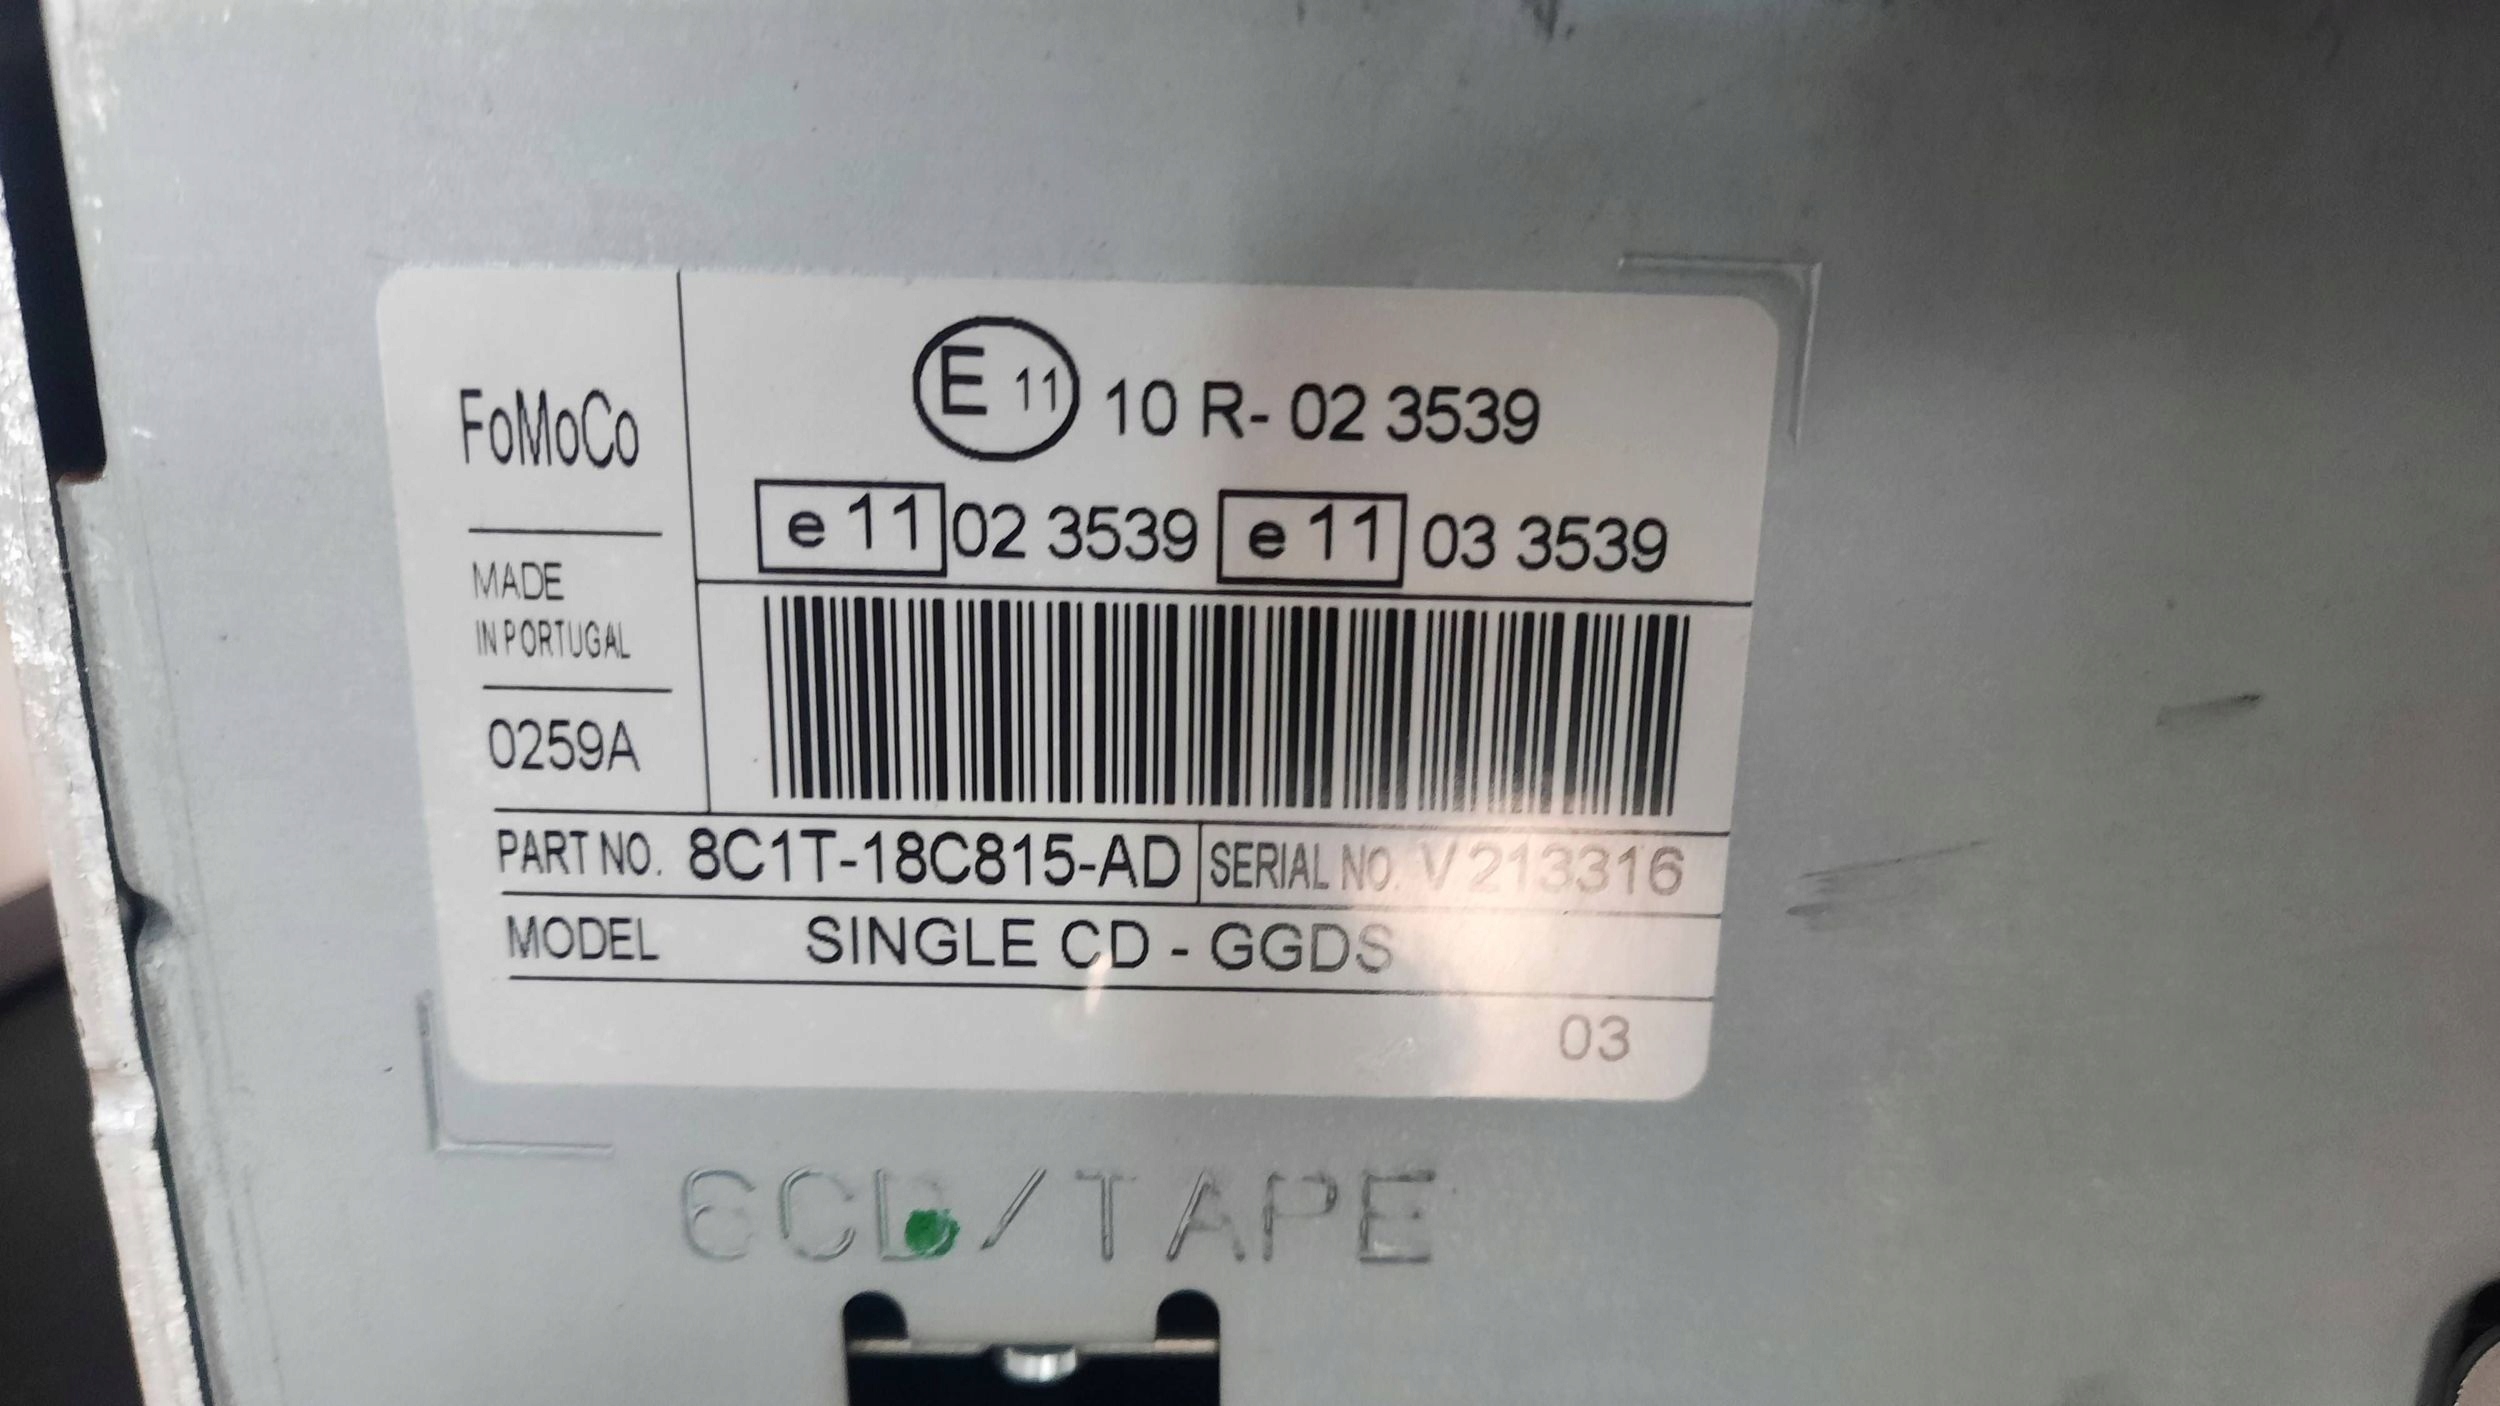 FoMoCo
MADE
IN PORTUGAL
0259A
E 11 10 R- 02 3539
e 11 02 3539 e 11 03 3539
PART NO. 8C1T-18C815-AD SERIAL NO. V213316
MODEL SINGLE CD - GGDS
03
6CD/TAPE